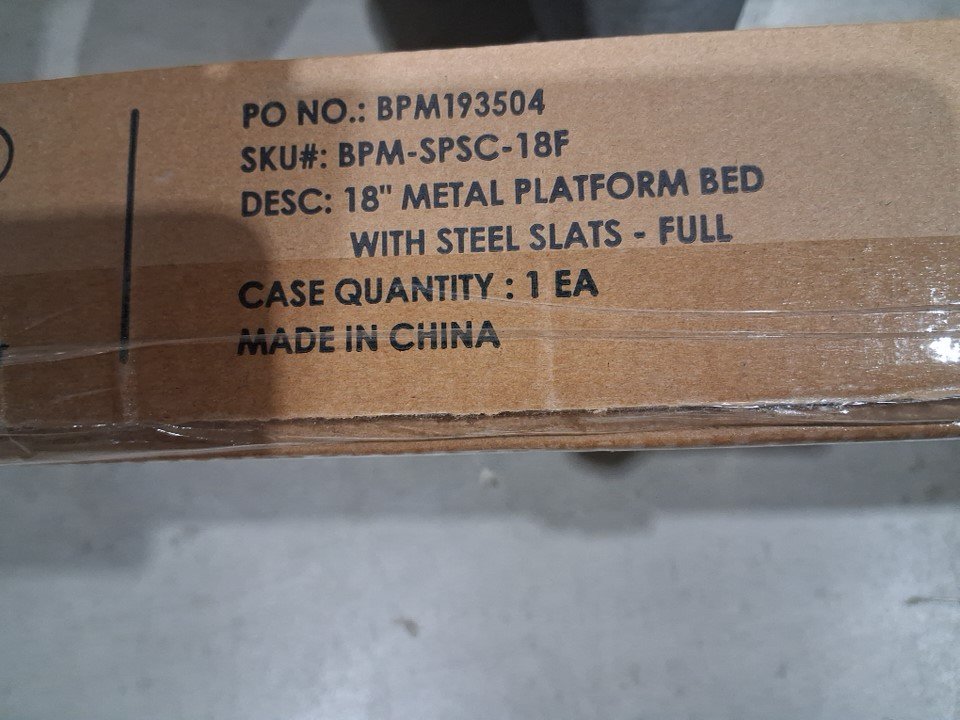 PO NO.: BPM193504
SKU#: BPM-SPSC-18F
DESC: 18" METAL PLATFORM BED
WITH STEEL SLATS - FULL
CASE QUANTITY : 1 EA
MADE IN CHINA